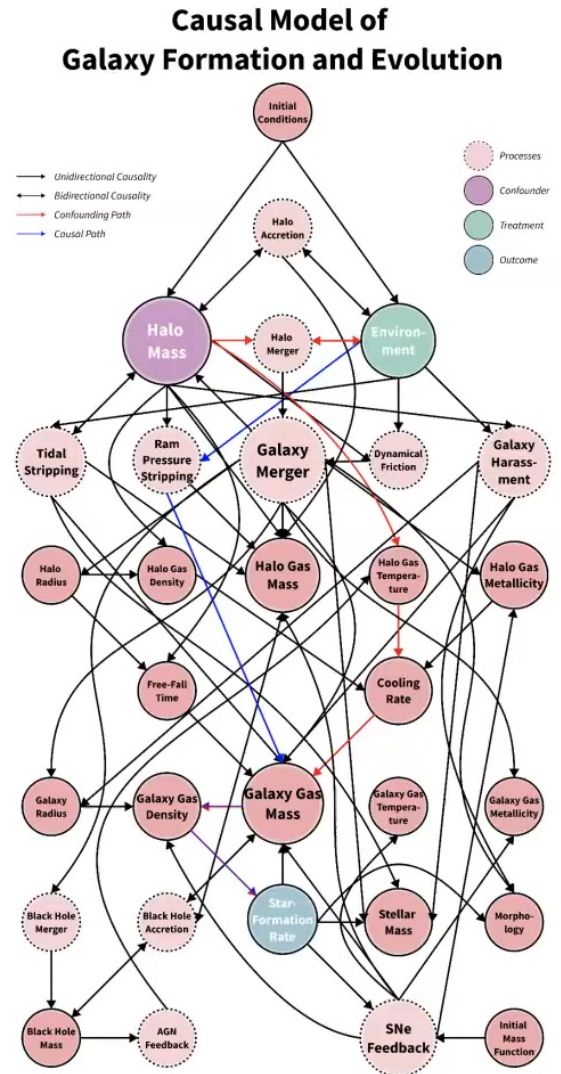 Causal Model of
Galaxy Formation and Evolution
Initial
Conditions
Unidirectional Causality
Bidirectional Causality
Confounding Path
Causal Path
Processes
Confounder
Treatment
Outcome
Halo
Accretion
Halo
Mass
Halo
Merger
Environ-
ment
Tidal
Stripping
Ram
Pressure
Stripping
Galaxy
Merger
Dynamical
Friction
Galaxy
Harass-
ment
Halo
Radius
Halo Gas
Density
Halo Gas
Mass
Halo Gas
Tempera-
ture
Halo Gas
Metallicity
Free-Fall
Time
Cooling
Rate
Galaxy
Radius
Galaxy Gas
Density
Galaxy Gas
Mass
Galaxy Gas
Tempera-
ture
Galaxy Gas
Metallicity
Black Hole
Merger
Black Hole
Accretion
Star-
Formation
Rate
Stellar
Mass
Morpho-
logy
Black Hole
Mass
AGN
Feedback
SNe
Feedback
Initial
Mass
Function